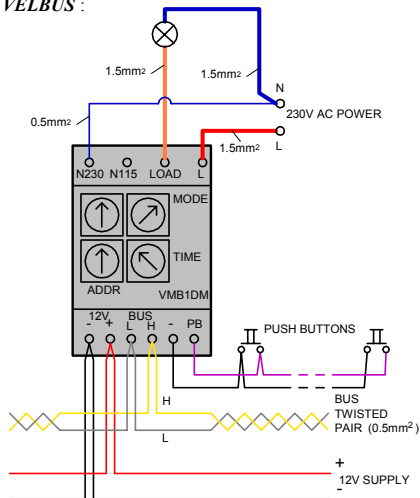 VELBUS :
1.5mm²
1.5mm²
N
0.5mm²
230V AC POWER
1.5mm²
L
N230 N115 LOAD L
MODE
TIME
ADDR
VMB1DM
12V BUS
- + L H - PB
PUSH BUTTONS
H
L
BUS
TWISTED
PAIR (0.5mm²)
+
12V SUPPLY
-